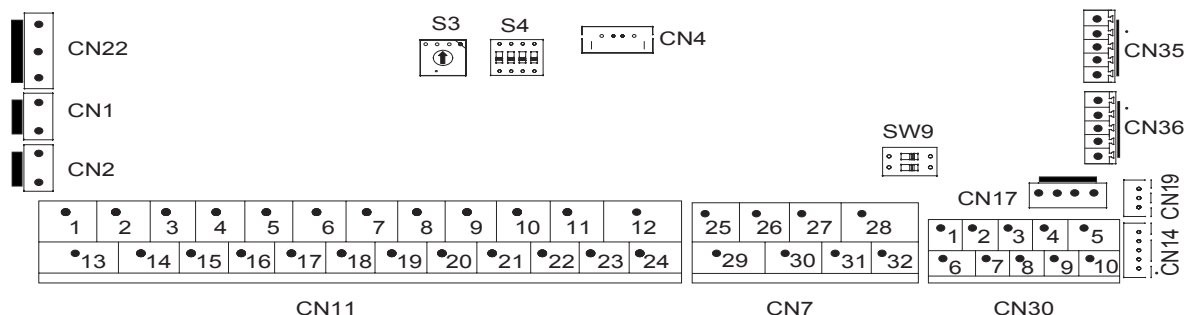 S3 S4
CN22 CN4 CN35
CN1
SW9 CN36
CN2
CN17 CN19
1 2 3 4 5 6 7 8 9 10 11 12 25 26 27 28
1 2 3 4 5
13 14 15 16 17 18 19 20 21 22 23 24 29 30 31 32
6 7 8 9 10 CN14
CN11 CN7 CN30